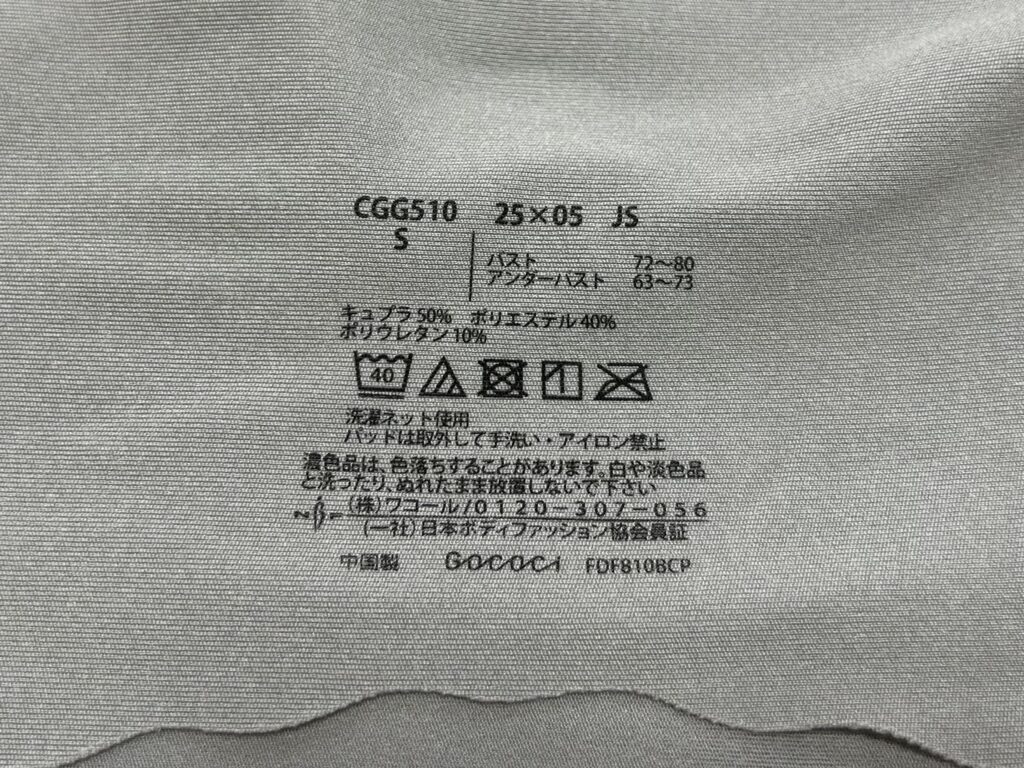 CGG510 25×05 JS
S
バスト 72～80
アンダーバスト 63～73
キュプラ 50% ポリエステル 40%
ポリウレタン 10%
40
洗濯ネット使用
パッドは取外して手洗い・アイロン禁止
濃色品は、色落ちすることがあります。白や淡色品
と洗ったり、ぬれたまま放置しないで下さい
(株)ワコール/0120-307-056
(一社)日本ボディファッション協会員証
中国製 GOCOCi FDF810BCP